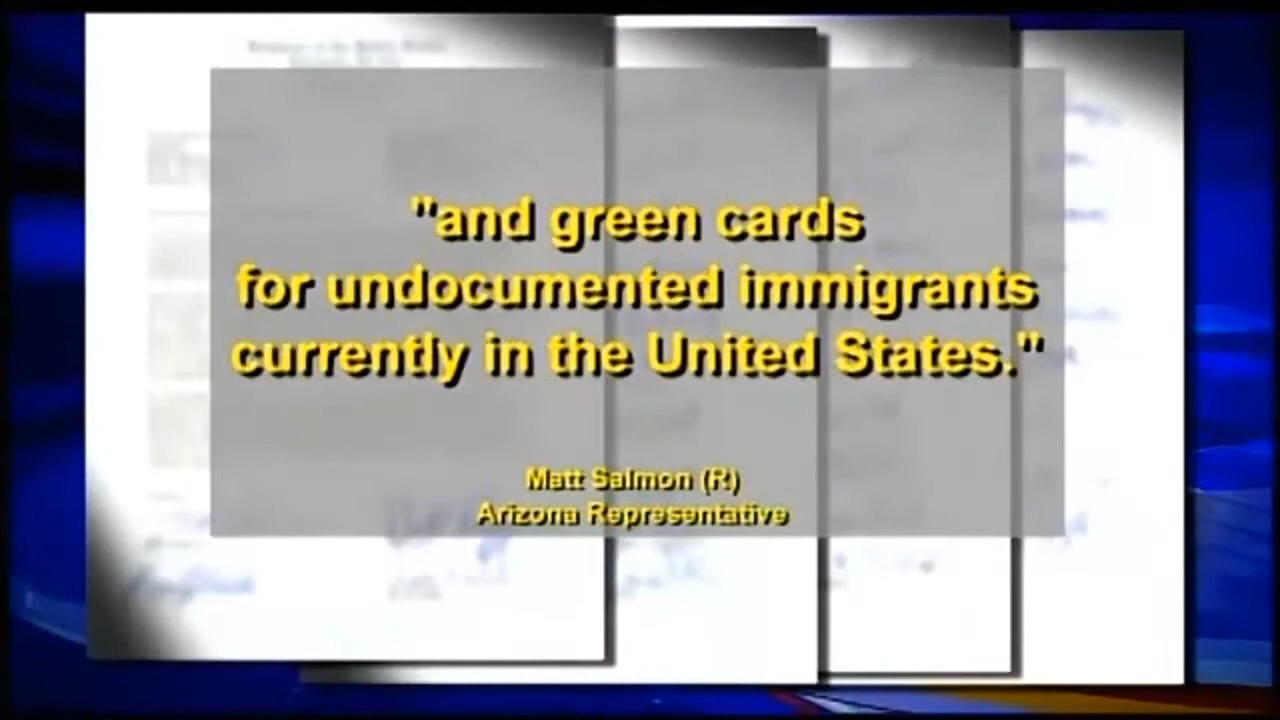 "and green cards
for undocumented immigrants
currently in the United States."
Matt Salmon (R)
Arizona Representative